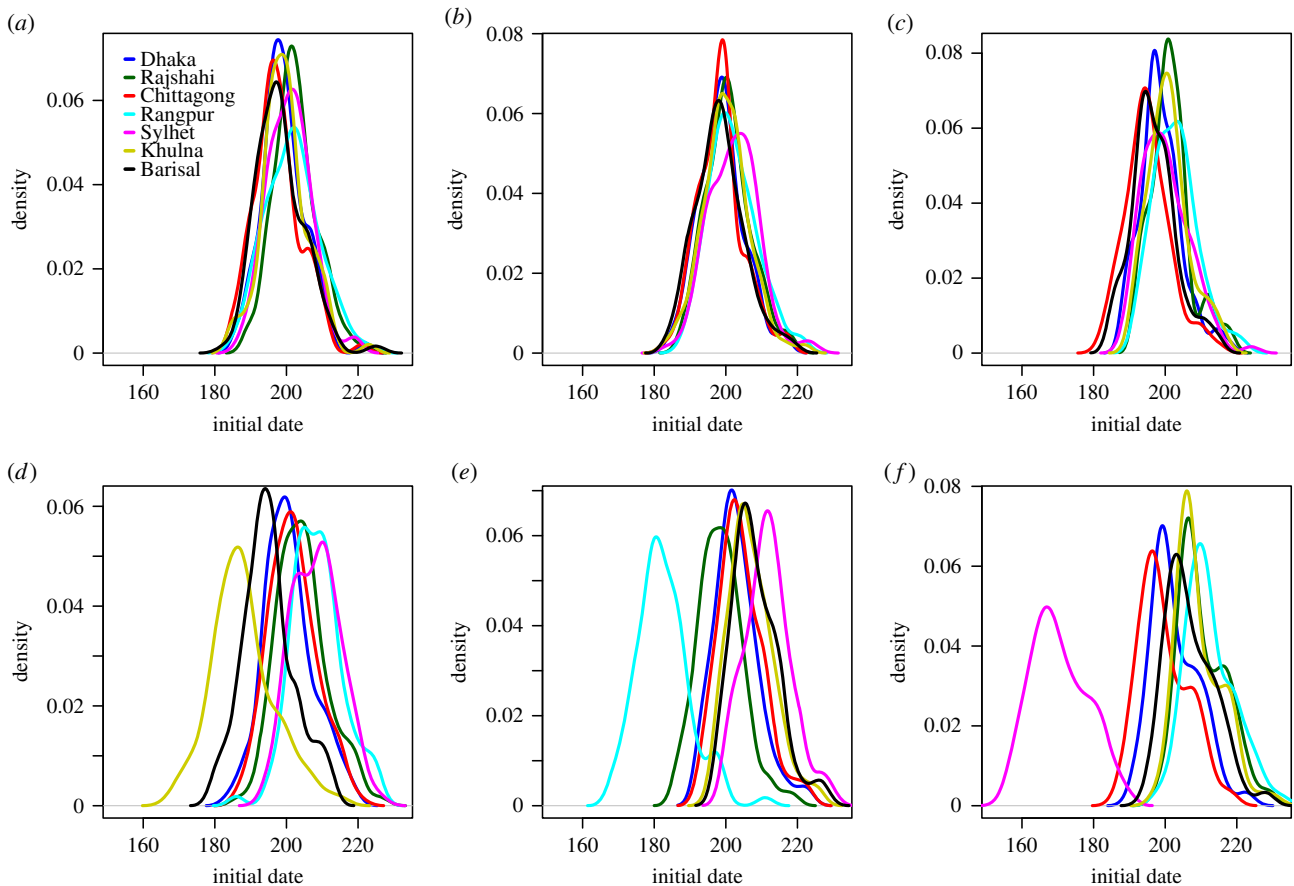 (a)
Dhaka
Rajshahi
Chittagong
Rangpur
Sylhet
Khulna
Barisal
0.06
0.04
0.02
0
density
160 180 200 220
initial date
(b)
0.08
0.06
0.04
0.02
0
density
160 180 200 220
initial date
(c)
0.08
0.06
0.04
0.02
0
density
160 180 200 220
initial date
(d)
0.06
0.04
0.02
0
density
160 180 200 220
initial date
(e)
0.06
0.04
0.02
0
density
160 180 200 220
initial date
(f)
0.08
0.06
0.04
0.02
0
density
160 180 200 220
initial date